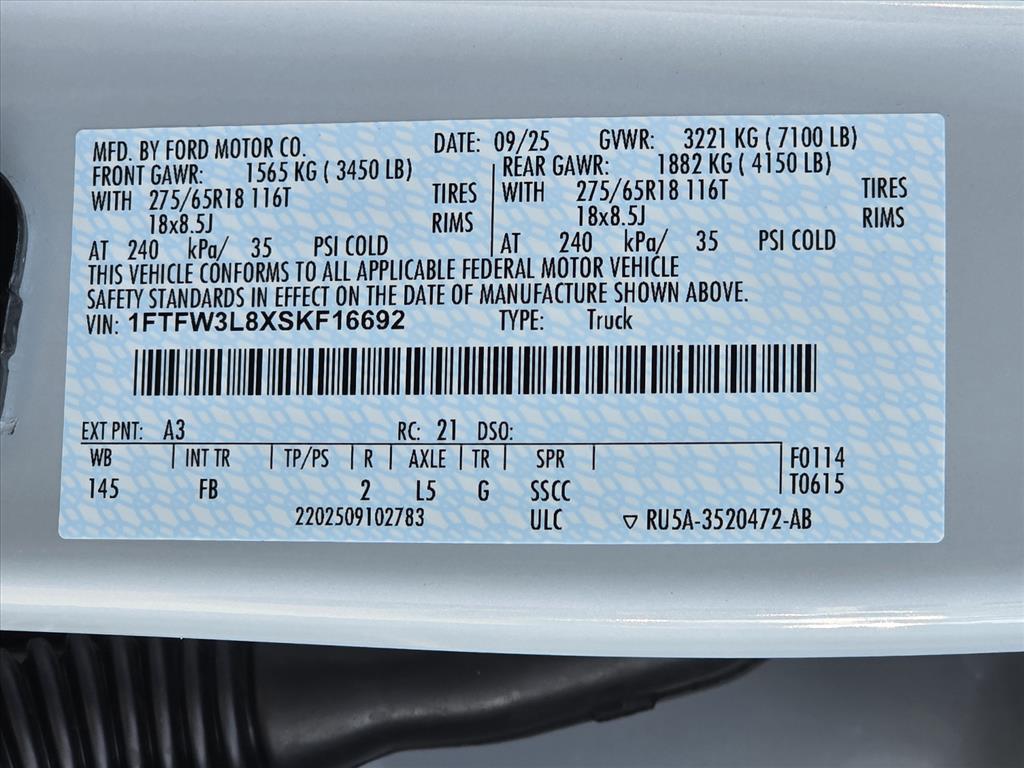 MFD. BY FORD MOTOR CO. DATE: 09/25 GVWR: 3221 KG ( 7100 LB)
FRONT GAWR: 1565 KG ( 3450 LB) REAR GAWR: 1882 KG ( 4150 LB)
WITH 275/65R18 116T TIRES WITH 275/65R18 116T TIRES
18x8.5J RIMS 18x8.5J RIMS
AT 240 kPa/ 35 PSI COLD AT 240 kPa/ 35 PSI COLD
THIS VEHICLE CONFORMS TO ALL APPLICABLE FEDERAL MOTOR VEHICLE
SAFETY STANDARDS IN EFFECT ON THE DATE OF MANUFACTURE SHOWN ABOVE.
VIN: 1FTFW3L8XSKF16692 TYPE: Truck
EXT PNT: A3 RC: 21 DSO:
WB INT TR TP/PS R AXLE TR SPR F0114
145 FB 2 L5 G SSCC T0615
2202509102783 ULC ▽ RU5A-3520472-AB